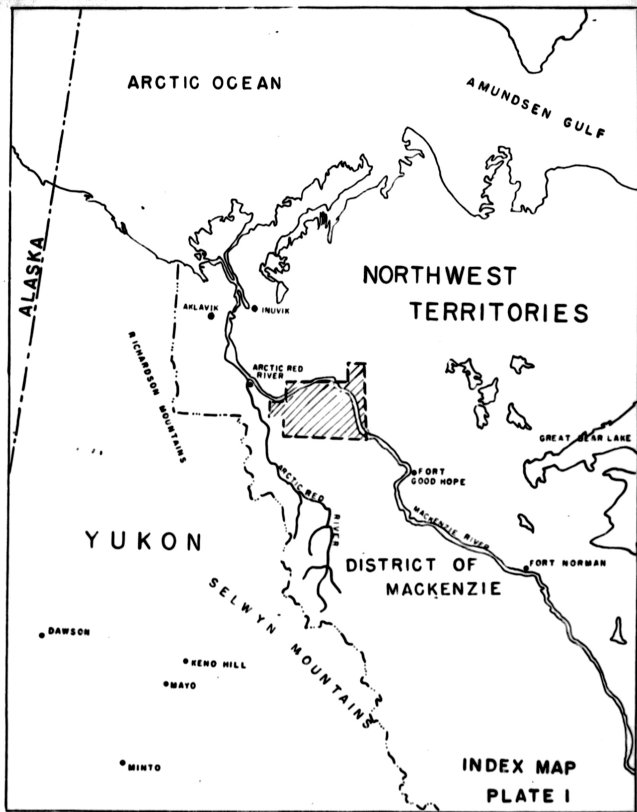 ARCTIC OCEAN
AMUNDSEN GULF
ALASKA
NORTHWEST
TERRITORIES
AKLAVIK
INUVIK
RICHARDSON MOUNTAINS
ARCTIC RED
RIVER
GREAT BEAR LAKE
FORT
GOOD HOPE
ARCTIC RED
RIVER
MACKENZIE RIVER
YUKON
DISTRICT OF
MACKENZIE
FORT NORMAN
SELWYN MOUNTAINS
DAWSON
KENO HILL
MAYO
MINTO
INDEX MAP
PLATE I